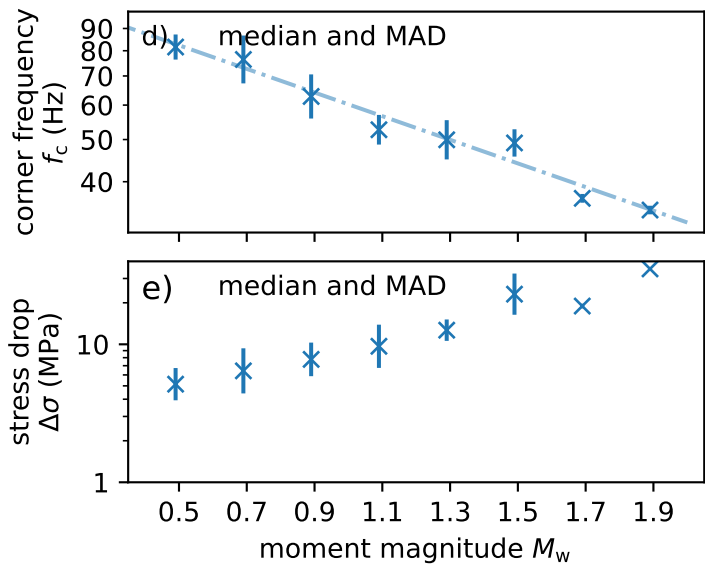 d) median and MAD
90
80
70
60
50
40
corner frequency
f_c (Hz)
e) median and MAD
10
1
stress drop
Δσ (MPa)
0.5 0.7 0.9 1.1 1.3 1.5 1.7 1.9
moment magnitude M_w